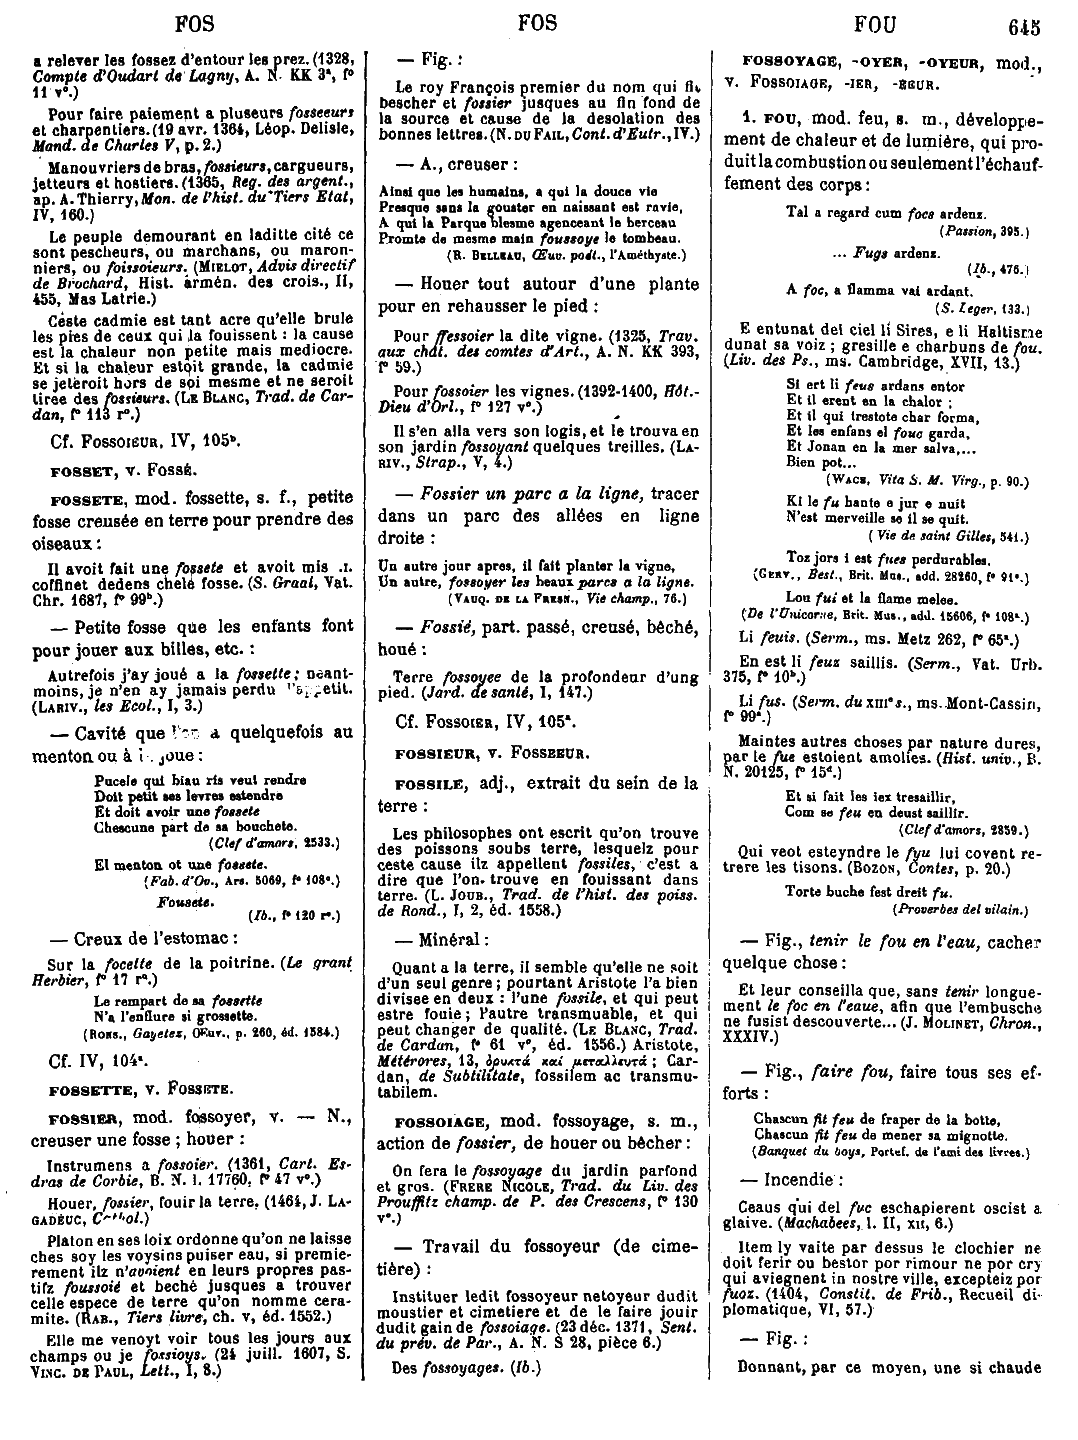 FOS
FOS
FOU
645
a relever les fossez d'entour les prez. (1328,
Compte d'Oudart de Lagny, A. N. KK 3ª, fº
11 vº.)
Pour faire paiement a pluseurs fosseeurs
et charpentiers. (19 avr. 1364, Léop. Delisle,
Mand. de Charles V, p. 2.)
Manouvriers de bras, fossieurs, cargueurs,
jetteurs et hostiers. (1365, Reg. des argent.,
ap. A. Thierry, Mon. de l'hist. du Tiers Etat,
IV, 160.)
Le peuple demourant en laditte cité ce
sont pescheurs, ou marchans, ou maron-
niers, ou foissoieurs. (MIELOT, Advis directif
de Brochard, Hist. armén. des crois., II,
455, Mas Latrie.)
Ceste cadmie est tant acre qu'elle brule
les pies de ceux qui la fouissent : la cause
est la chaleur non petite mais mediocre.
Et si la chaleur estoit grande, la cadmie
se jeteroit hors de soi mesme et ne seroit
tirée des fossieurs. (LE BLANC, Trad. de Car-
dan, fº 113 rº.)
Cf. FOSSOIEUR, IV, 105ᵇ.
FOSSET, v. FOSSÉ.
FOSSETE, mod. fossette, s. f., petite
fosse creusée en terre pour prendre des
oiseaux :
Il avoit fait une fossete et avoit mis .I.
coffinet dedens chele fosse. (S. Graal, Vat.
Chr. 1687, fº 99ᵇ.)
— Petite fosse que les enfants font
pour jouer aux billes, etc. :
Autrefois j'ay joué a la fossette; neant-
moins, je n'en ay jamais perdu l'appetit.
(LARIV., les Ecol., I, 3.)
— Cavité que l'on a quelquefois au
menton ou à la joue :
Pucele qui biau ris veut rendre
Doit petit ses levres estendre
Et doit avoir une fossete
Chescune part de sa bouchete.
(Clef d'amors, 2533.)
El menton ot une fossete.
(Fab. d'Ov., Ars. 5069, fº 108ᵉ.)
Fousete.
(Ib., fº 120 rº.)
— Creux de l'estomac :
Sur la focette de la poitrine. (Le grant
Herbier, fº 17 rº.)
Le rempart de sa fossette
N'a l'enflure si grossette.
(RONS., Gayetez, Œuv., p. 260, éd. 1584.)
Cf. IV, 104ᵃ.
FOSSETTE, v. FOSSETE.
FOSSIER, mod. fossoyer, v. — N.,
creuser une fosse ; houer :
Instrumens a fossoier. (1361, Cart. Es-
dras de Corbie, B. N. l. 17760, fº 47 vº.)
Houer, fossier, fouir la terre. (1464, J. LA-
GADEUC, Cathol.)
Platon en ses loix ordonne qu'on ne laisse
ches soy les voysins puiser eau, si premie-
rement ilz n'avoient en leurs propres pas-
tifz foussoié et beché jusques a trouver
celle espece de terre qu'on nomme cera-
mite. (RAB., Tiers livre, ch. v, éd. 1552.)
Elle me venoyt voir tous les jours aux
champs ou je fossioys. (24 juill. 1607, S.
VINC. DE PAUL, Lett., I, 8.)
— Fig. :
Le roy François premier du nom qui fit
bescher et fossier jusques au fin fond de
la source et cause de la desolation des
bonnes lettres. (N. DU FAIL, Cont. d'Eutr., IV.)
— A., creuser :
Ainsi que les humains, a qui la douce vie
Presque sans la gouster en naissant est ravie,
A qui la Parque blesme agenceant le berceau
Promte de mesme main foussoye le tombeau.
(R. BELLEAU, Œuv. poét., l'Améthyste.)
— Houer tout autour d'une plante
pour en rehausser le pied :
Pour ffessoier la dite vigne. (1325, Trav.
aux chât. des comtes d'Art., A. N. KK 393,
fº 59.)
Pour fossoier les vignes. (1392-1400, Hôt.-
Dieu d'Orl., fº 127 vº.)
Il s'en alla vers son logis, et le trouva en
son jardin fossoyant quelques treilles. (LA-
RIV., Strap., V, 4.)
— Fossier un parc a la ligne, tracer
dans un parc des allées en ligne
droite :
Un autre jour apres, il fait planter la vigne,
Un autre, fossoyer les beaux parcs a la ligne.
(VAUQ. DE LA FRESN., Vie champ., 76.)
— Fossié, part. passé, creusé, bêché,
houé :
Terre fossoyee de la profondeur d'ung
pied. (Jard. de santé, I, 147.)
Cf. FOSSOIER, IV, 105ᵃ.
FOSSIEUR, v. FOSSEEUR.
FOSSILE, adj., extrait du sein de la
terre :
Les philosophes ont escrit qu'on trouve
des poissons soubs terre, lesquelz pour
ceste cause ilz appellent fossiles, c'est a
dire que l'on trouve en fouissant dans
terre. (L. JOUB., Trad. de l'hist. des poiss.
de Rond., I, 2, éd. 1558.)
— Minéral :
Quant a la terre, il semble qu'elle ne soit
d'un seul genre ; pourtant Aristote l'a bien
divisee en deux : l'une fossile, et qui peut
estre fouie ; l'autre transmuable, et qui
peut changer de qualité. (LE BLANC, Trad.
de Cardan, fº 61 vº, éd. 1556.) Aristote,
Météorores, 13, ὀρυκτά καί μεταλλευτά ; Car-
dan, de Subtilitate, fossilem ac transmu-
tabilem.
FOSSOIAGE, mod. fossoyage, s. m.,
action de fossier, de houer ou bêcher :
On fera le fossoyage du jardin parfond
et gros. (FRERE NICOLE, Trad. du Liv. des
Prouffitz champ. de P. des Crescens, fº 130
vº.)
— Travail du fossoyeur (de cime-
tière) :
Instituer ledit fossoyeur netoyeur dudit
moustier et cimetiere et de le faire jouir
dudit gain de fossoiage. (23 déc. 1371, Sent.
du prév. de Par., A. N. S 28, pièce 6.)
Des fossoyages. (Ib.)
FOSSOYAGE, -OYER, -OYEUR, mod.,
v. FOSSOIAGE, -IER, -EEUR.
1. FOU, mod. feu, s. m., développe-
ment de chaleur et de lumière, qui pro-
duit la combustion ou seulement l'échauf-
fement des corps :
Tal a regard cum focs ardenz.
(Passion, 395.)
... Fugs ardenz.
(Ib., 476.)
A foc, a flamma vai ardant.
(S. Leger, 133.)
E entunat del ciel li Sires, e li Haltisme
dunat sa voiz ; gresille e charbuns de fou.
(Liv. des Ps., ms. Cambridge, XVII, 13.)
Si ert li feus ardans entor
Et il erent en la chalor ;
Et il qui trestote char forma,
Et les enfans el fouc garda,
Et Jonan en la mer salva,...
Bien pot...
(WACE, Vita S. M. Virg., p. 90.)
Ki le fu hante e jur e nuit
N'est merveille se il se quit.
(Vie de saint Gilles, 541.)
Toz jors i est fues perdurables.
(GERV., Best., Brit. Mus., add. 28260, fº 91ᵉ.)
Lou fui et la flame melee.
(De l'Unicorne, Brit. Mus., add. 15606, fº 108ᵃ.)
Li feuis. (Serm., ms. Metz 262, fº 65ᵃ.)
En est li feuz saillis. (Serm., Vat. Urb.
375, fº 10ᵇ.)
Li fus. (Serm. du XIIIᵉ s., ms. Mont-Cassin,
fº 99ᵃ.)
Maintes autres choses par nature dures,
par le fue estoient amolies. (Hist. univ., B.
N. 20125, fº 15ᵈ.)
Et si fait les iex tresaillir,
Com se feu en deust saillir.
(Clef d'amors, 2859.)
Qui veot esteyndre le fyu lui covent re-
trere les tisons. (BOZON, Contes, p. 20.)
Torte buche fest dreit fu.
(Proverbes del vilain.)
— Fig., tenir le fou en l'eau, cacher
quelque chose :
Et leur conseilla que, sans tenir longue-
ment le foc en l'eaue, afin que l'embusche
ne fusist descouverte... (J. MOLINET, Chron.,
XXXIV.)
— Fig., faire fou, faire tous ses ef-
forts :
Chascun fit feu de fraper de la botte,
Chascun fit feu de mener sa mignotte.
(Banquet du boys, Portef. de l'ami des livres.)
— Incendie :
Ceaus qui del fuc eschapierent oscist a
glaive. (Machabees, l. II, XII, 6.)
Item ly vaite par dessus le clochier ne
doit ferir ou bestor por rimour ne por cry
qui aviegnent in nostre ville, excepteiz por
fuoz. (1404, Constit. de Frib., Recueil di-
plomatique, VI, 57.)
— Fig. :
Donnant, par ce moyen, une si chaude